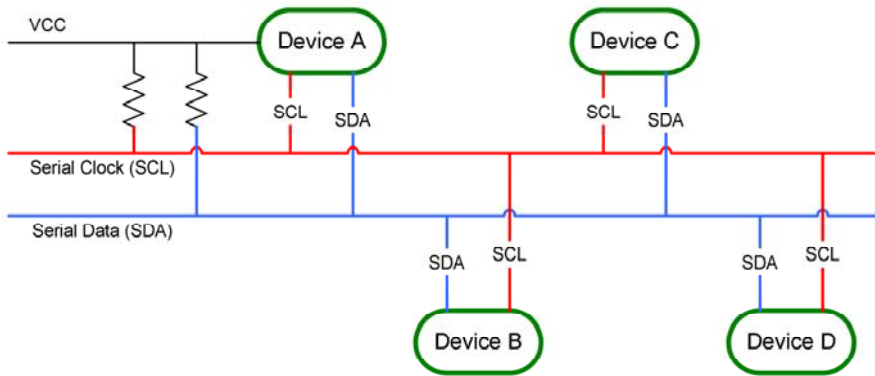 VCC
Device A
Device C
SCL
SDA
SCL
SDA
Serial Clock (SCL)
Serial Data (SDA)
SDA
SCL
SDA
SCL
Device B
Device D